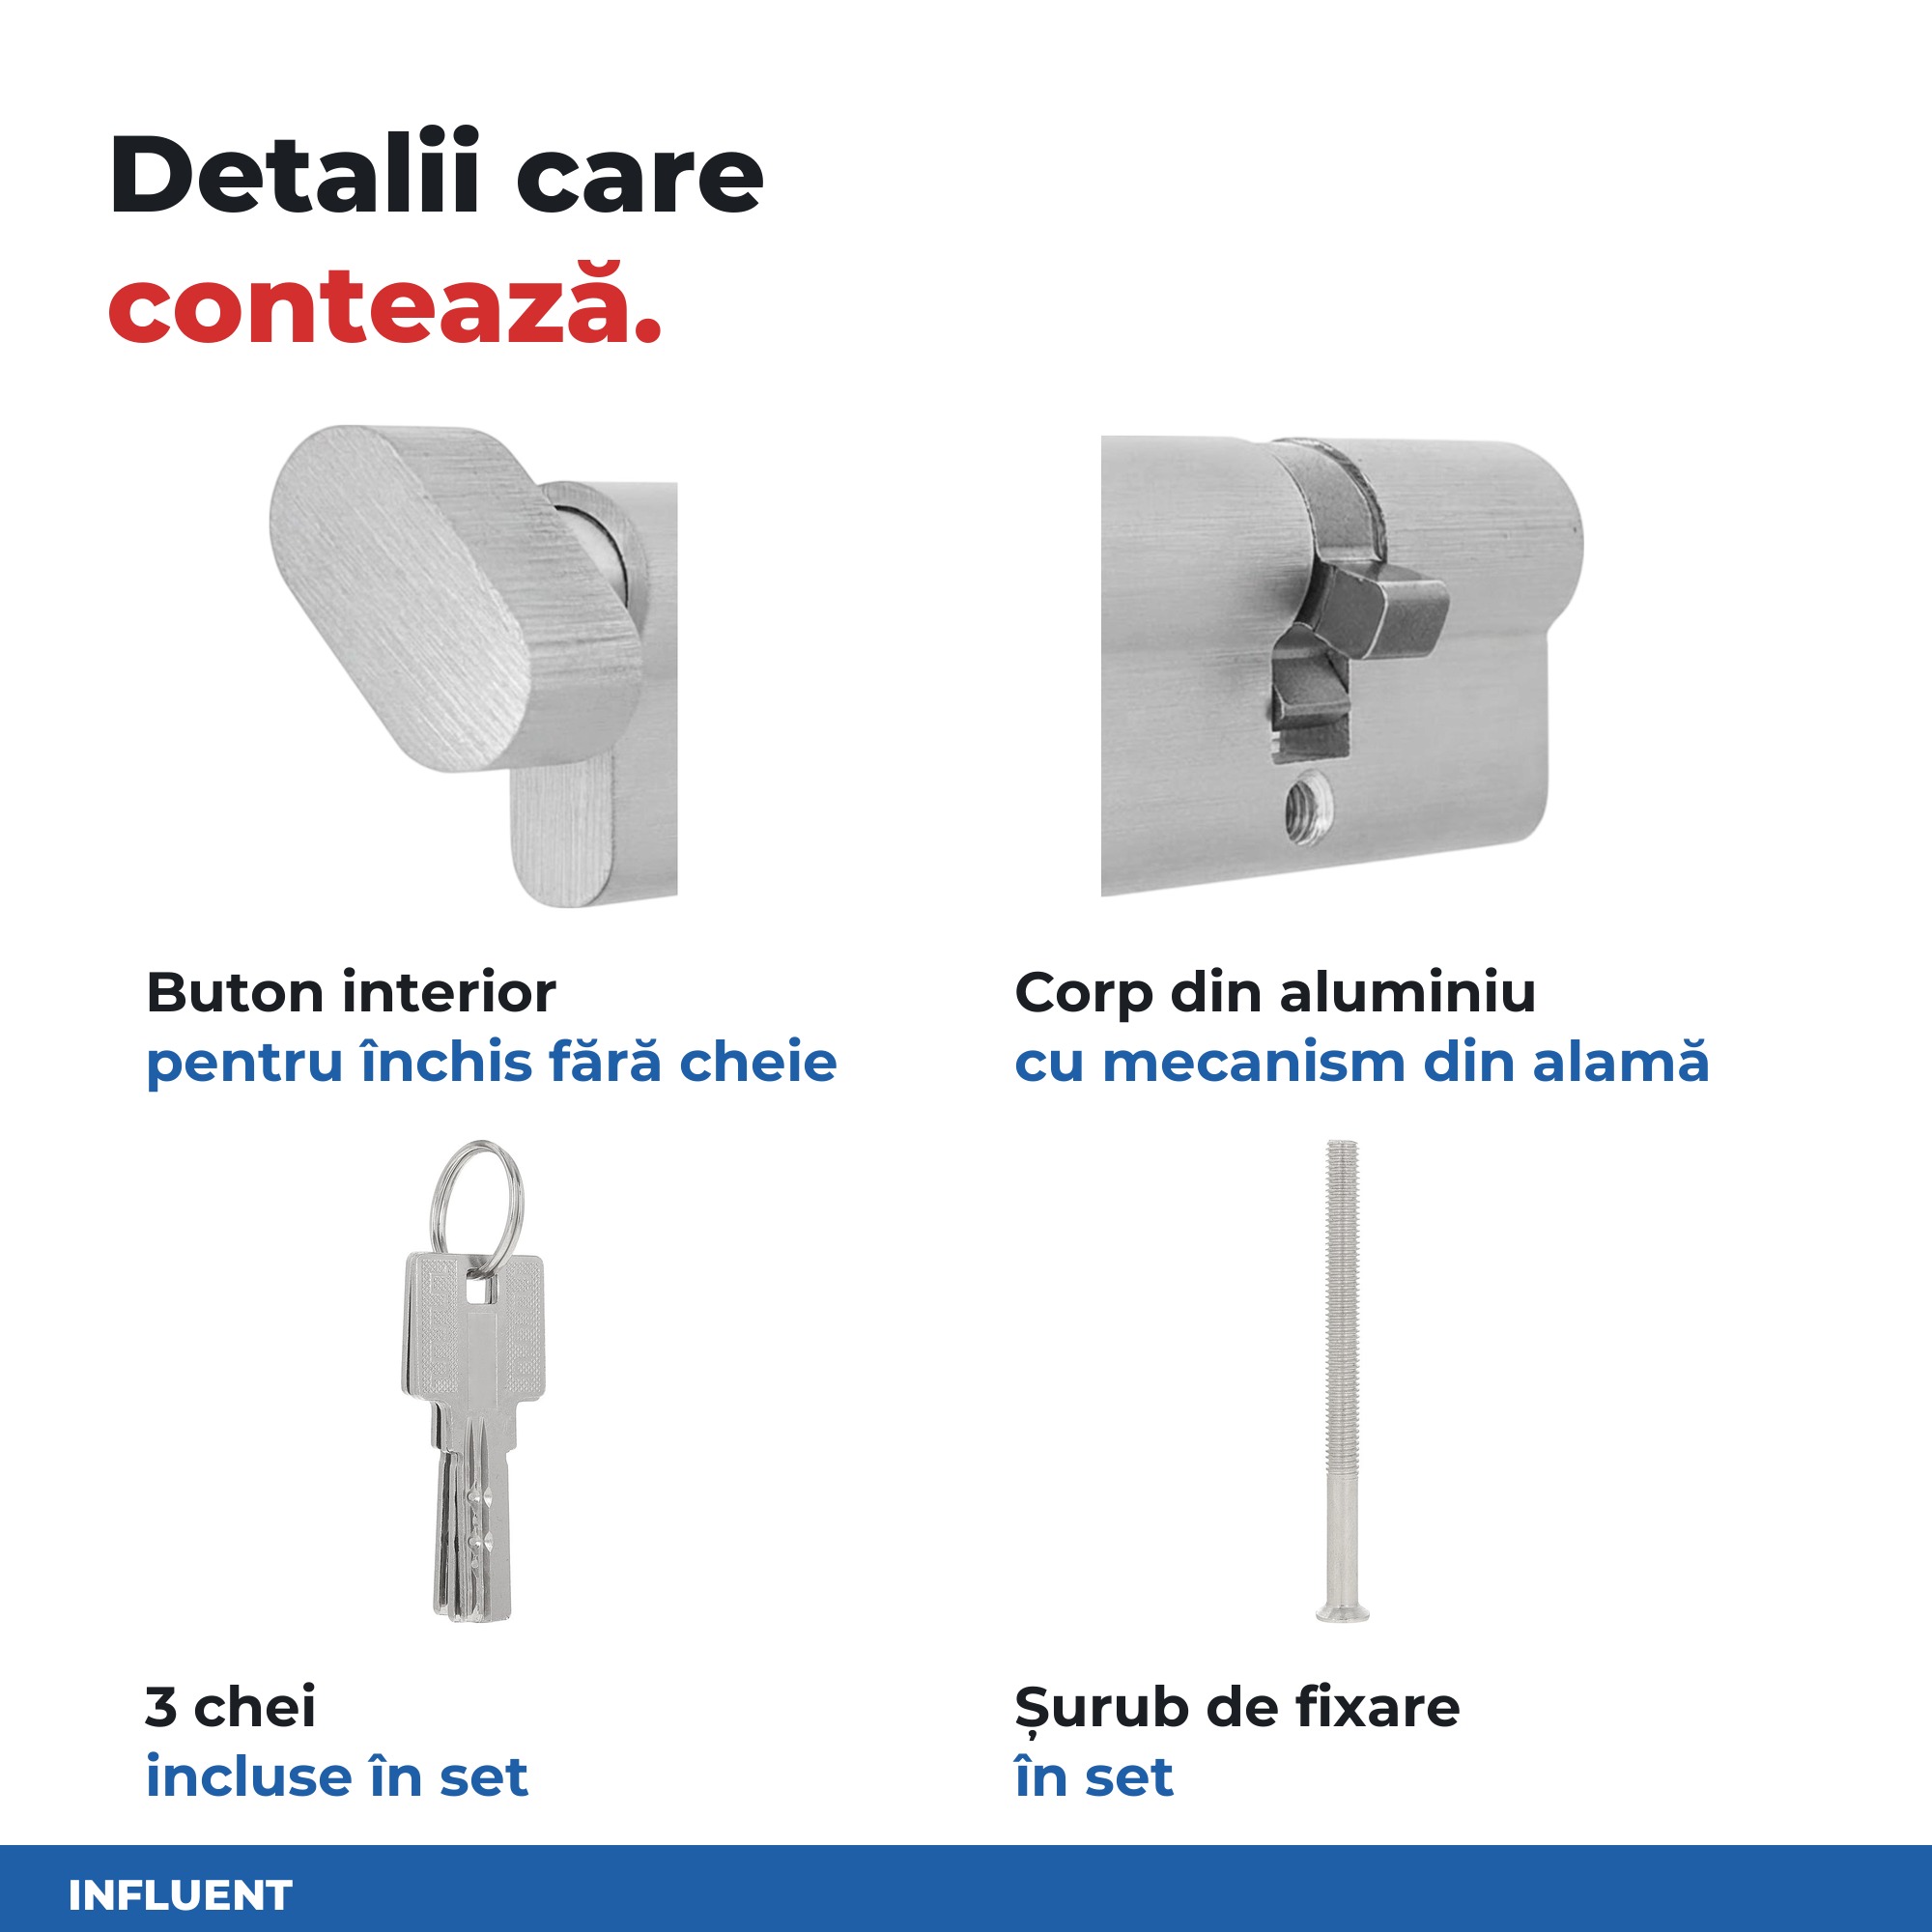 Detalii care
contează.
Buton interior
pentru închis fără cheie
Corp din aluminiu
cu mecanism din alamă
3 chei
incluse în set
Șurub de fixare
în set
INFLUENT